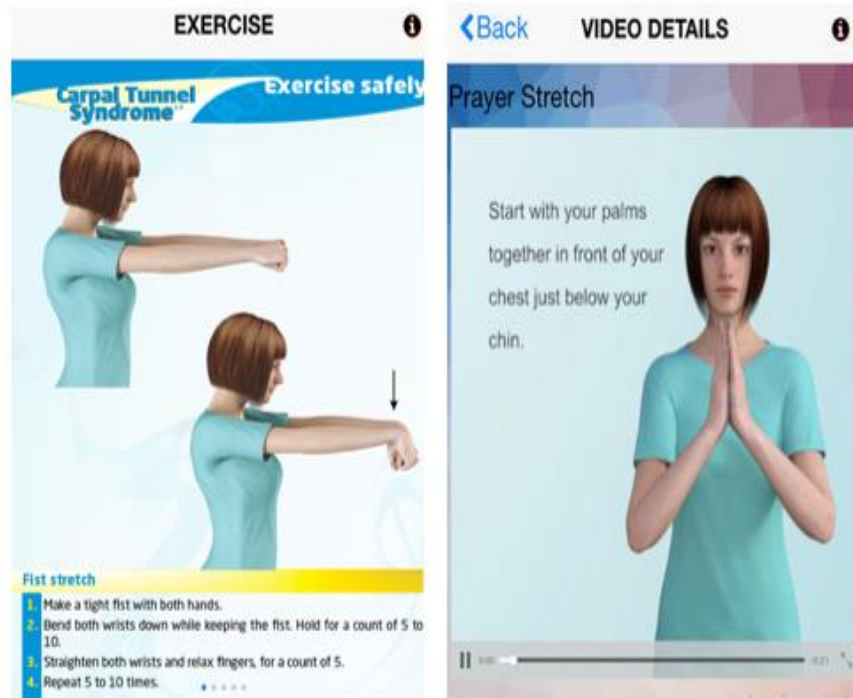 EXERCISE
Carpal Tunnel
Syndrome
Exercise safely
Fist stretch
1. Make a tight fist with both hands.
2. Bend both wrists down while keeping the fist. Hold for a count of 5 to
10.
3. Straighten both wrists and relax fingers, for a count of 5.
4. Repeat 5 to 10 times.
Back
VIDEO DETAILS
Prayer Stretch
Start with your palms
together in front of your
chest just below your
chin.